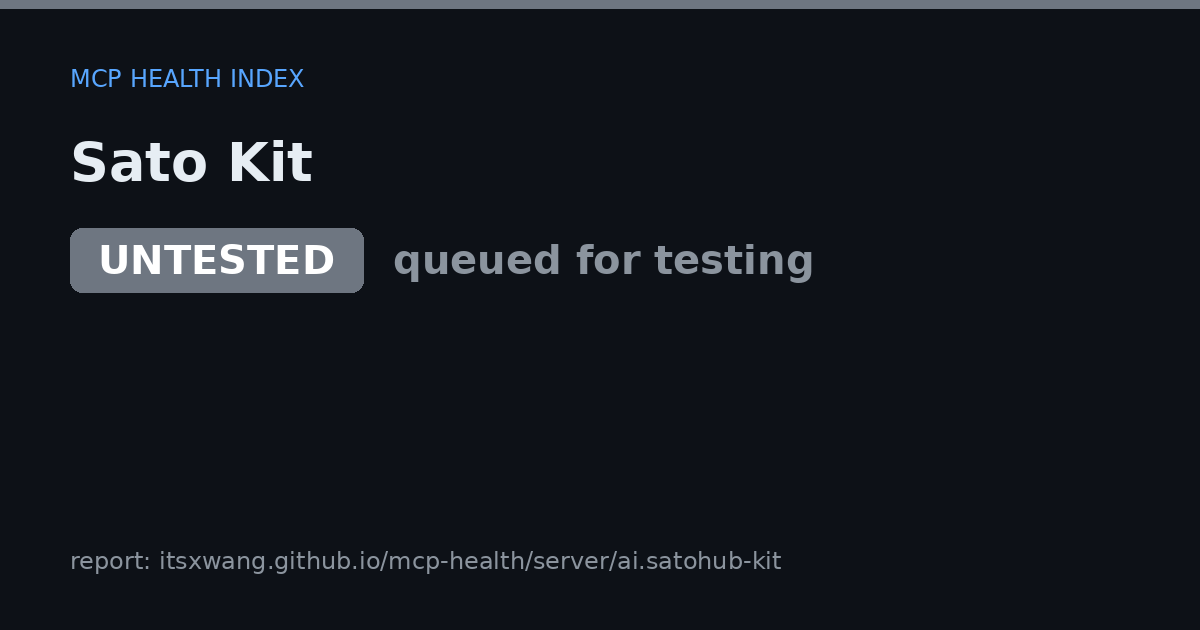 MCP HEALTH INDEX
Sato Kit
UNTESTED queued for testing
report: itsxwang.github.io/mcp-health/server/ai.satohub-kit